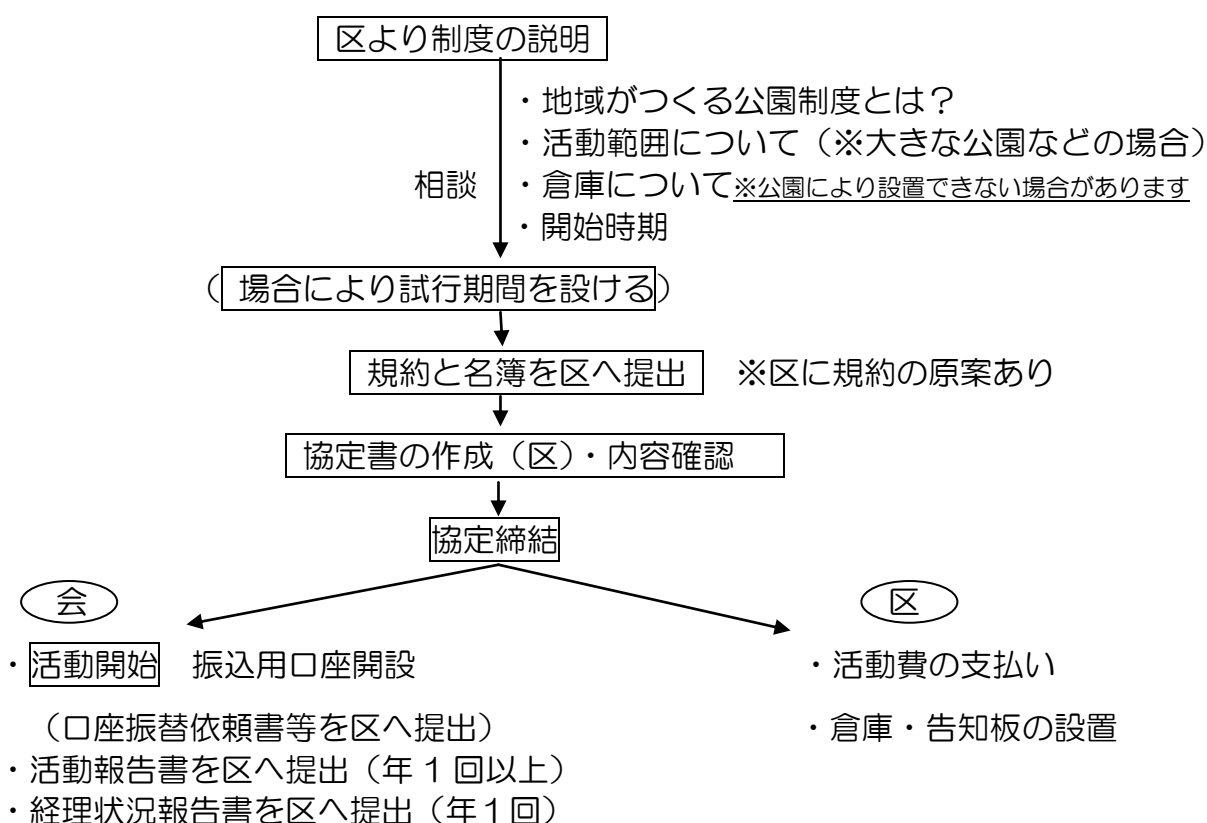 区より制度の説明
・地域がつくる公園制度とは？
・活動範囲について（※大きな公園などの場合）
相談 ・倉庫について※公園により設置できない場合があります
・開始時期
（場合により試行期間を設ける）
規約と名簿を区へ提出 ※区に規約の原案あり
協定書の作成（区）・内容確認
協定締結
会 区
・活動開始 振込用口座開設 ・活動費の支払い
（口座振替依頼書等を区へ提出） ・倉庫・告知板の設置
・活動報告書を区へ提出（年１回以上）
・経理状況報告書を区へ提出（年１回）